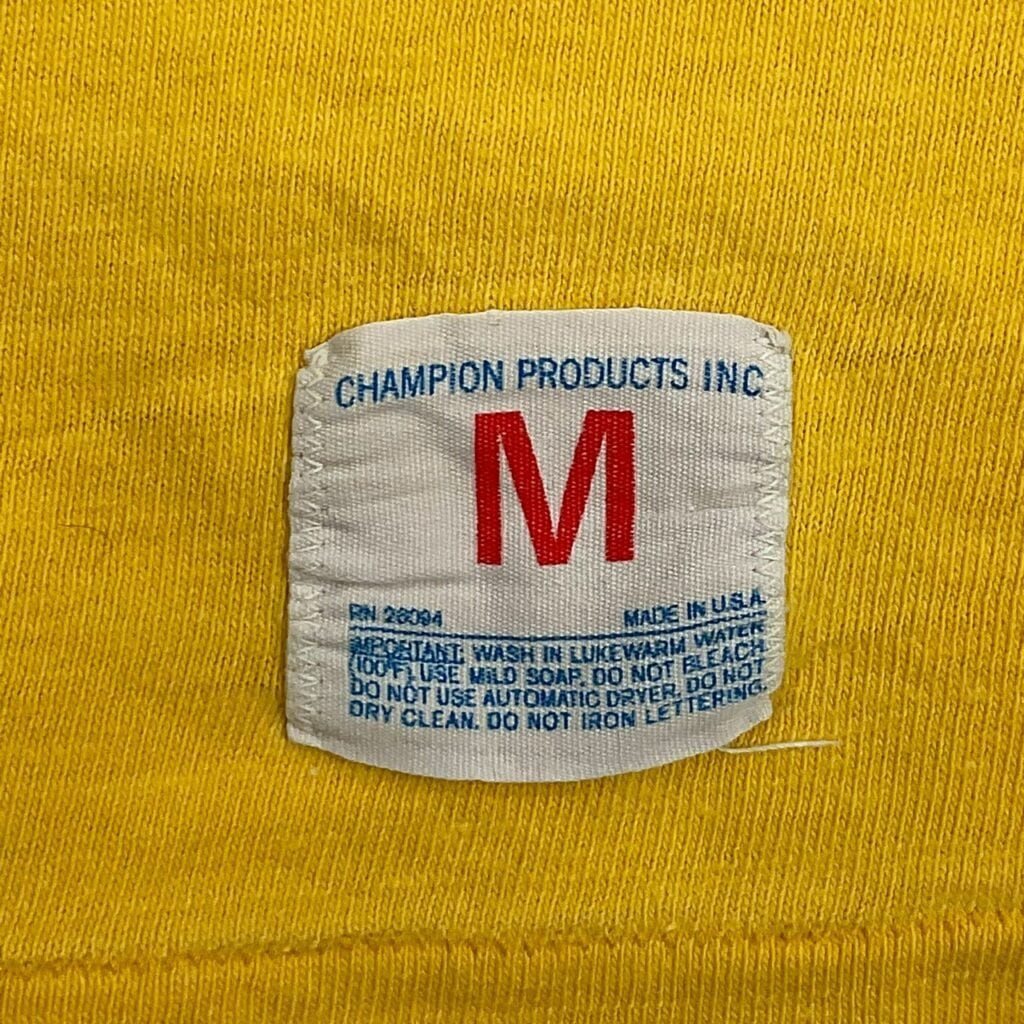 CHAMPION PRODUCTS INC
M
RN 26094 MADE IN U.S.A.
IMPORTANT. WASH IN LUKEWARM WATER
(100°F). USE MILD SOAP. DO NOT BLEACH
DO NOT USE AUTOMATIC DRYER. DO NOT
DRY CLEAN. DO NOT IRON LETTERING.